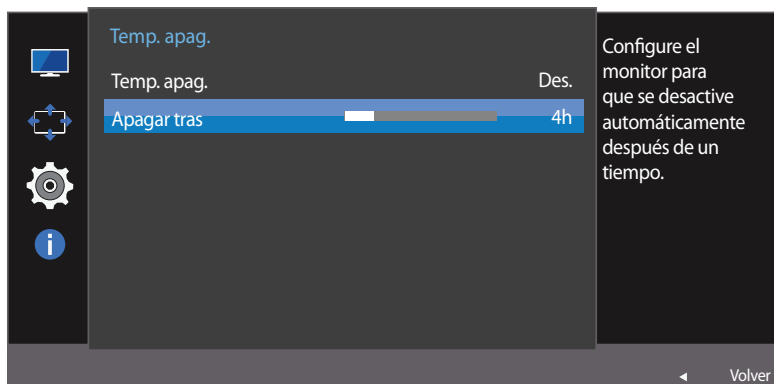 Temp. apag.
Temp. apag. Des.
Apagar tras 4h
Configure el
monitor para
que se desactive
automáticamente
después de un
tiempo.
Volver